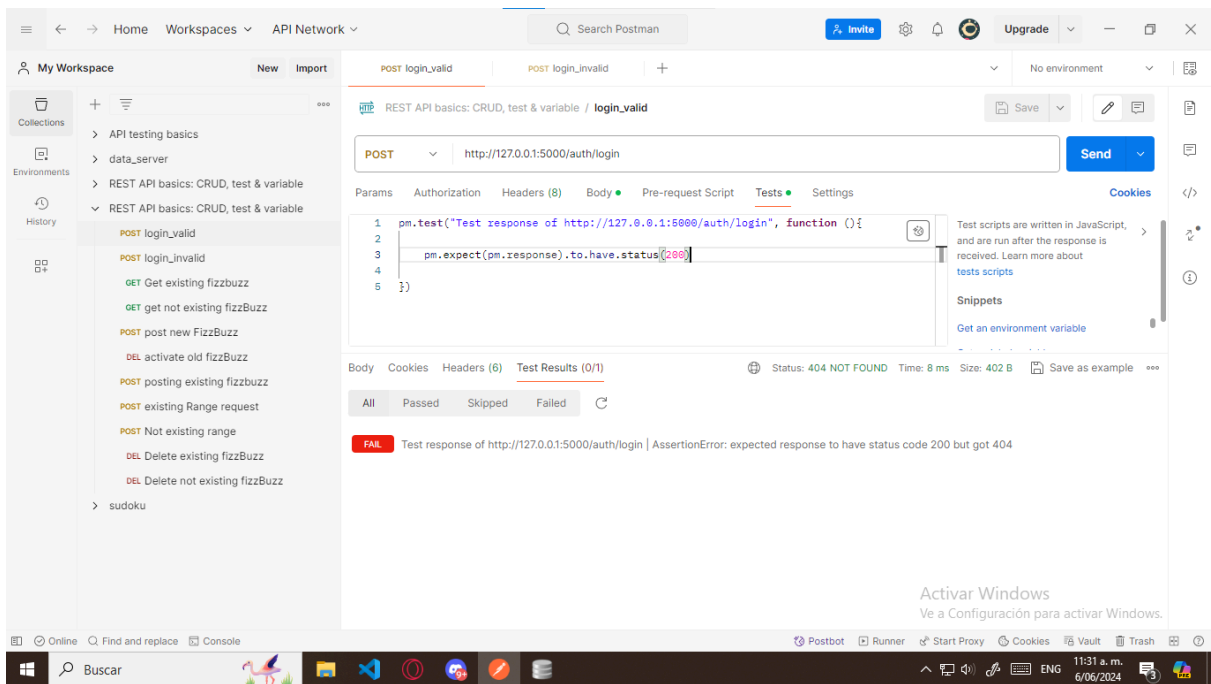 Home Workspaces API Network Search Postman Invite Upgrade
My Workspace New Import POST login_valid POST login_invalid No environment
Collections
Environments
History
API testing basics
data_server
REST API basics: CRUD, test & variable
REST API basics: CRUD, test & variable
POST login_valid
POST login_invalid
GET Get existing fizzbuzz
GET get not existing fizzBuzz
POST post new FizzBuzz
DEL activate old fizzBuzz
POST posting existing fizzbuzz
POST existing Range request
POST Not existing range
DEL Delete existing fizzBuzz
DEL Delete not existing fizzBuzz
sudoku
HTTP REST API basics: CRUD, test & variable / login_valid Save
POST http://127.0.0.1:5000/auth/login Send
Params Authorization Headers (8) Body Pre-request Script Tests Settings Cookies
1 pm.test("Test response of http://127.0.0.1:5000/auth/login", function (){
2
3 pm.expect(pm.response).to.have.status(200)
4
5 })
Test scripts are written in JavaScript,
and are run after the response is
received. Learn more about
tests scripts
Snippets
Get an environment variable
Body Cookies Headers (6) Test Results (0/1) Status: 404 NOT FOUND Time: 8 ms Size: 402 B Save as example
All Passed Skipped Failed
FAIL Test response of http://127.0.0.1:5000/auth/login | AssertionError: expected response to have status code 200 but got 404
Activar Windows
Ve a Configuración para activar Windows.
Online Find and replace Console Postbot Runner Start Proxy Cookies Vault Trash
Buscar ENG 11:31 a. m.
6/06/2024 3